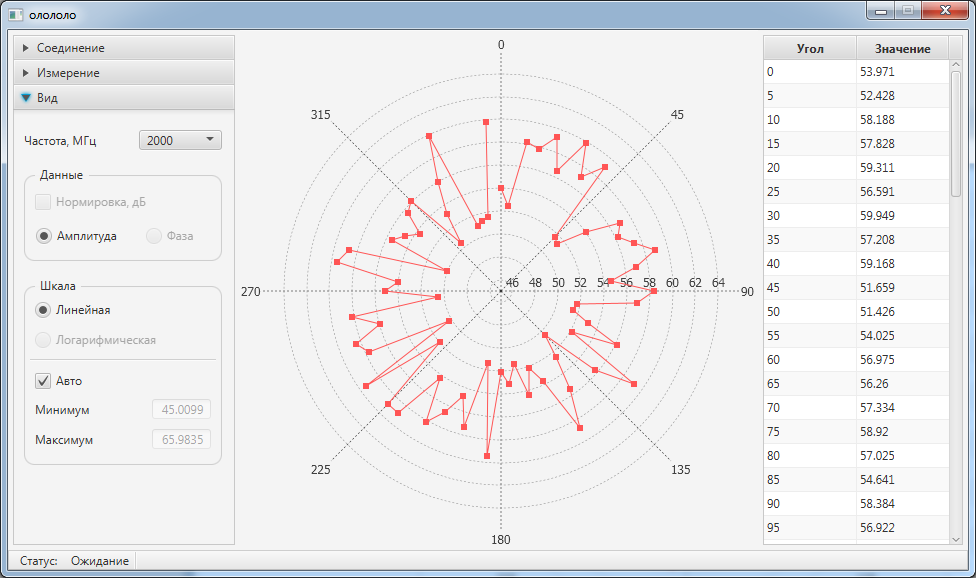 олололо
Соединение
Измерение
Вид
Частота, МГц 2000
Данные
Нормировка, дБ
Амплитуда Фаза
Шкала
Линейная
Логарифмическая
Авто
Минимум 45.0099
Максимум 65.9835
0
315 45
270 46 48 50 52 54 56 58 60 62 64 90
225 135
180
Угол Значение
0 53.971
5 52.428
10 58.188
15 57.828
20 59.311
25 56.591
30 59.949
35 57.208
40 59.168
45 51.659
50 51.426
55 54.025
60 56.975
65 56.26
70 57.334
75 58.92
80 57.025
85 54.641
90 58.384
95 56.922
Статус: Ожидание